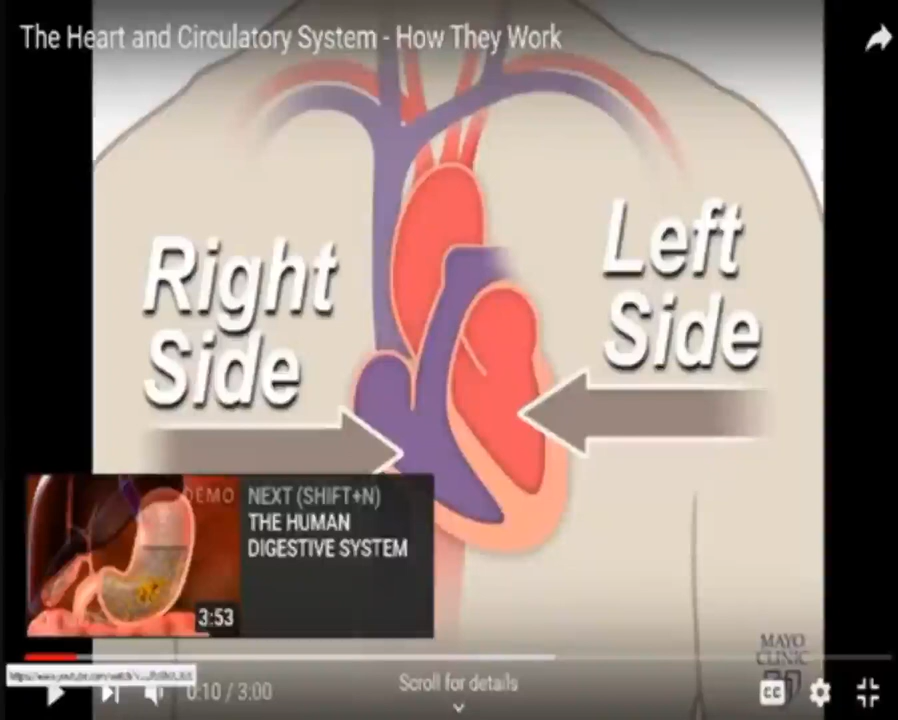 The Heart and Circulatory System - How They Work
Right
Side
Left
Side
DEMO
NEXT (SHIFT+N)
THE HUMAN
DIGESTIVE SYSTEM
3:53
MAYO
CLINIC
0:10 / 3:00
Scroll for details
CC